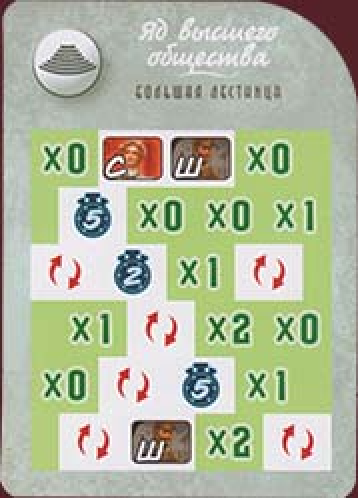 Яд высшего
общества
БОЛЬШАЯ ЛЕСТНИЦА
x0 С Ш x0
5 x0 x0 x1
2 x1
x1 x2 x0
x0 5 x1
Ш x2